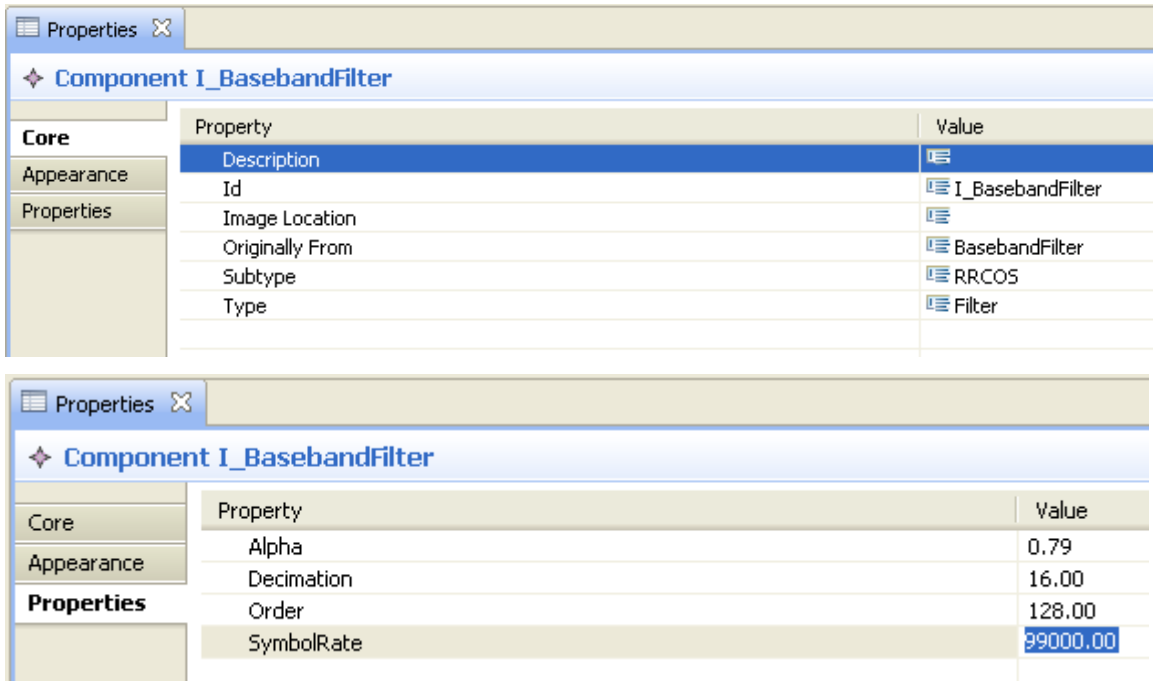 Properties
Component I_BasebandFilter
Core
Appearance
Properties
Property Value
Description
Id I_BasebandFilter
Image Location
Originally From BasebandFilter
Subtype RRCOS
Type Filter
Properties
Component I_BasebandFilter
Core
Appearance
Properties
Property Value
Alpha 0.79
Decimation 16.00
Order 128.00
SymbolRate 99000.00